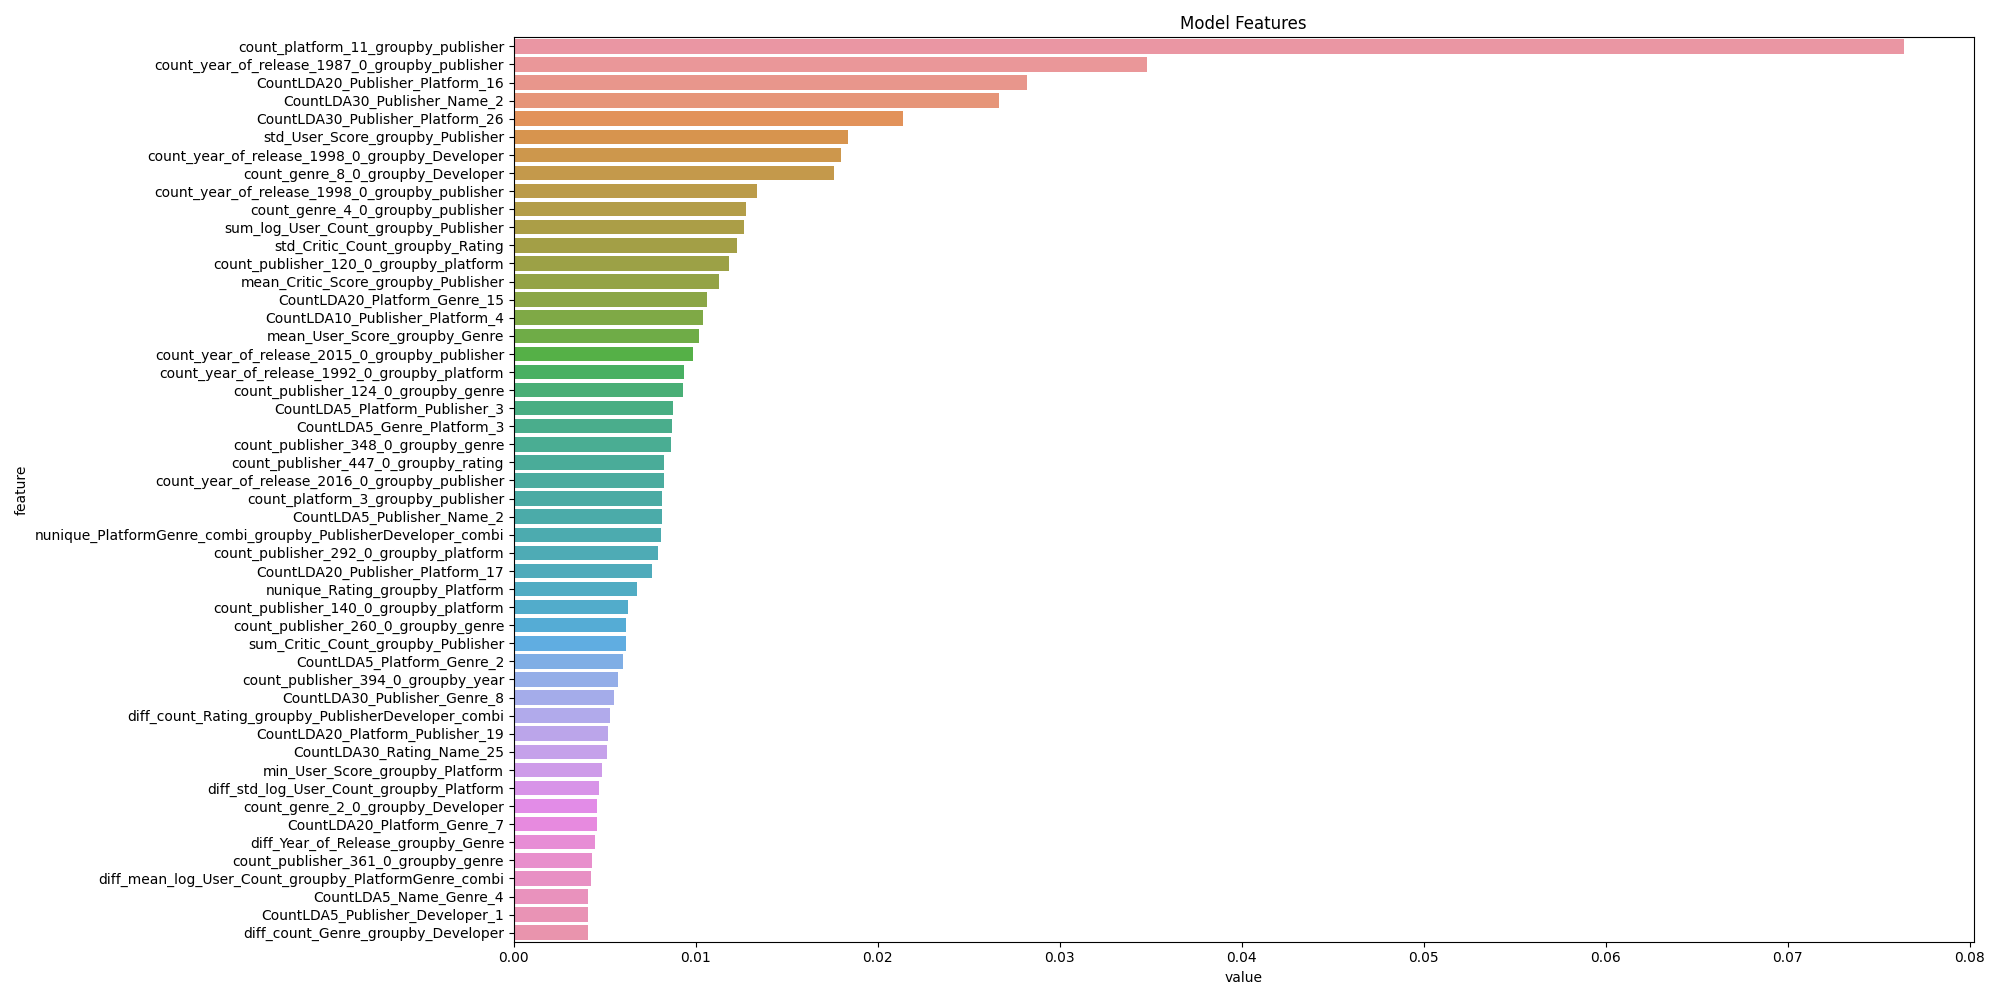 Model Features
count_platform_11_groupby_publisher
count_year_of_release_1987_0_groupby_publisher
CountLDA20_Publisher_Platform_16
CountLDA30_Publisher_Name_2
CountLDA30_Publisher_Platform_26
std_User_Score_groupby_Publisher
count_year_of_release_1998_0_groupby_Developer
count_genre_8_0_groupby_Developer
count_year_of_release_1998_0_groupby_publisher
count_genre_4_0_groupby_publisher
sum_log_User_Count_groupby_Publisher
std_Critic_Count_groupby_Rating
count_publisher_120_0_groupby_platform
mean_Critic_Score_groupby_Publisher
CountLDA20_Platform_Genre_15
CountLDA10_Publisher_Platform_4
mean_User_Score_groupby_Genre
count_year_of_release_2015_0_groupby_publisher
count_year_of_release_1992_0_groupby_platform
count_publisher_124_0_groupby_genre
CountLDA5_Platform_Publisher_3
CountLDA5_Genre_Platform_3
count_publisher_348_0_groupby_genre
count_publisher_447_0_groupby_rating
count_year_of_release_2016_0_groupby_publisher
count_platform_3_groupby_publisher
CountLDA5_Publisher_Name_2
nunique_PlatformGenre_combi_groupby_PublisherDeveloper_combi
count_publisher_292_0_groupby_platform
CountLDA20_Publisher_Platform_17
nunique_Rating_groupby_Platform
count_publisher_140_0_groupby_platform
count_publisher_260_0_groupby_genre
sum_Critic_Count_groupby_Publisher
CountLDA5_Platform_Genre_2
count_publisher_394_0_groupby_year
CountLDA30_Publisher_Genre_8
diff_count_Rating_groupby_PublisherDeveloper_combi
CountLDA20_Platform_Publisher_19
CountLDA30_Rating_Name_25
min_User_Score_groupby_Platform
diff_std_log_User_Count_groupby_Platform
count_genre_2_0_groupby_Developer
CountLDA20_Platform_Genre_7
diff_Year_of_Release_groupby_Genre
count_publisher_361_0_groupby_genre
diff_mean_log_User_Count_groupby_PlatformGenre_combi
CountLDA5_Name_Genre_4
CountLDA5_Publisher_Developer_1
diff_count_Genre_groupby_Developer
feature
0.00 0.01 0.02 0.03 0.04 0.05 0.06 0.07 0.08
value